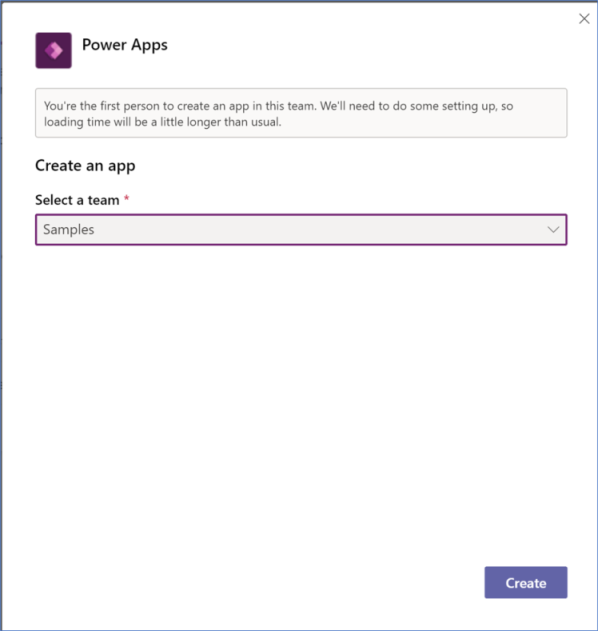 Power Apps
You're the first person to create an app in this team. We'll need to do some setting up, so
loading time will be a little longer than usual.
Create an app
Select a team *
Samples
Create